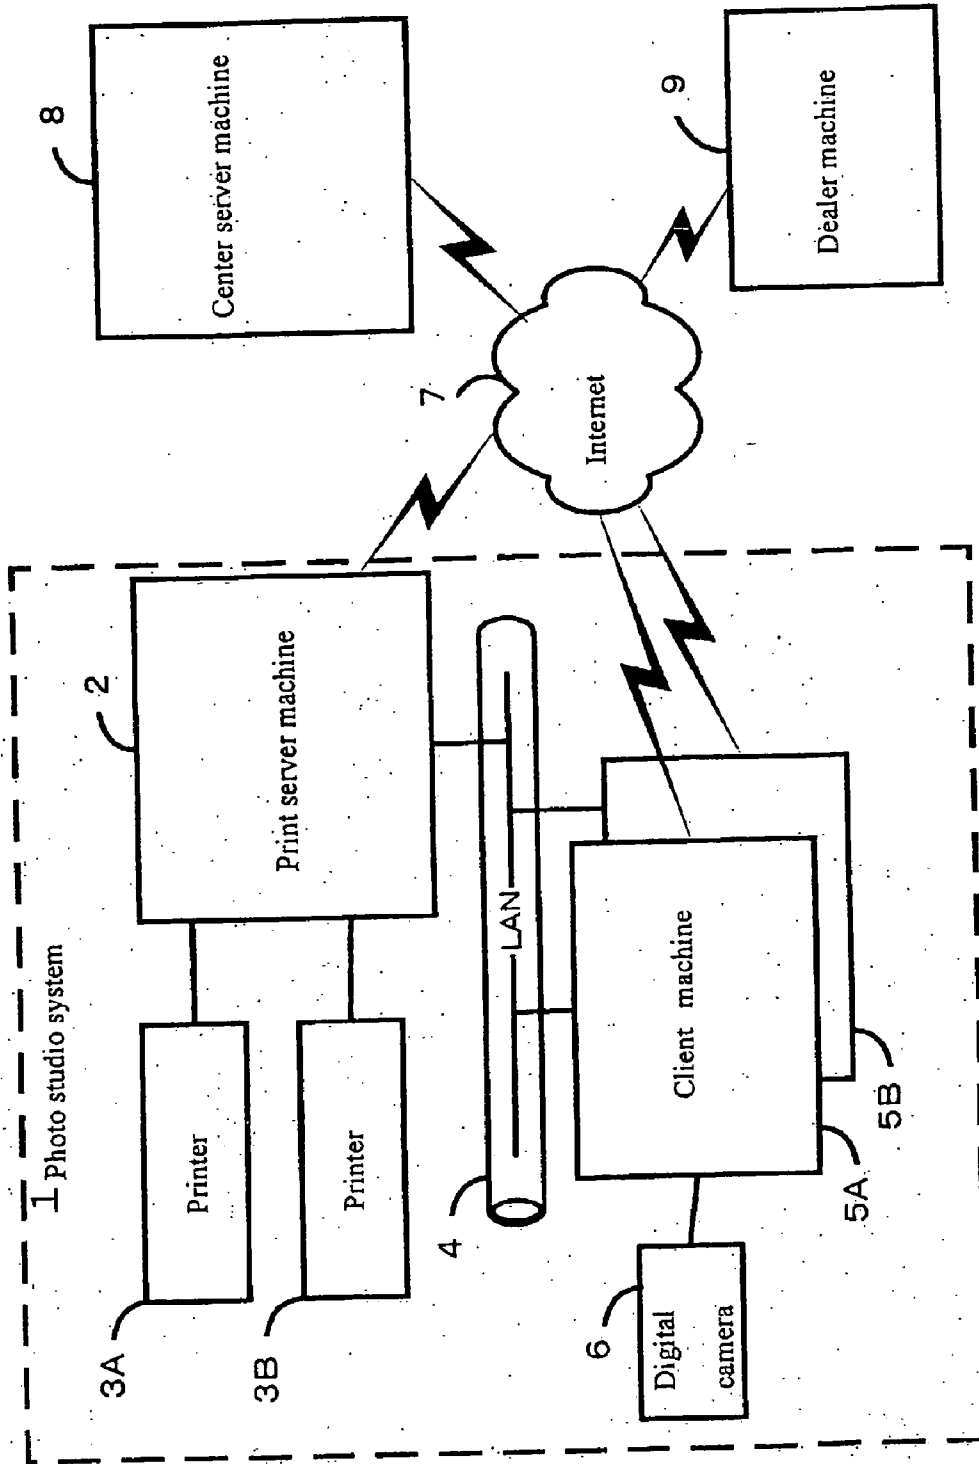 1 Photo studio system
3A
Printer
3B
Printer
2
Print server machine
8
Center server machine
4
LAN
7
Internet
9
Dealer machine
6
Digital
camera
Client machine
5A
5B